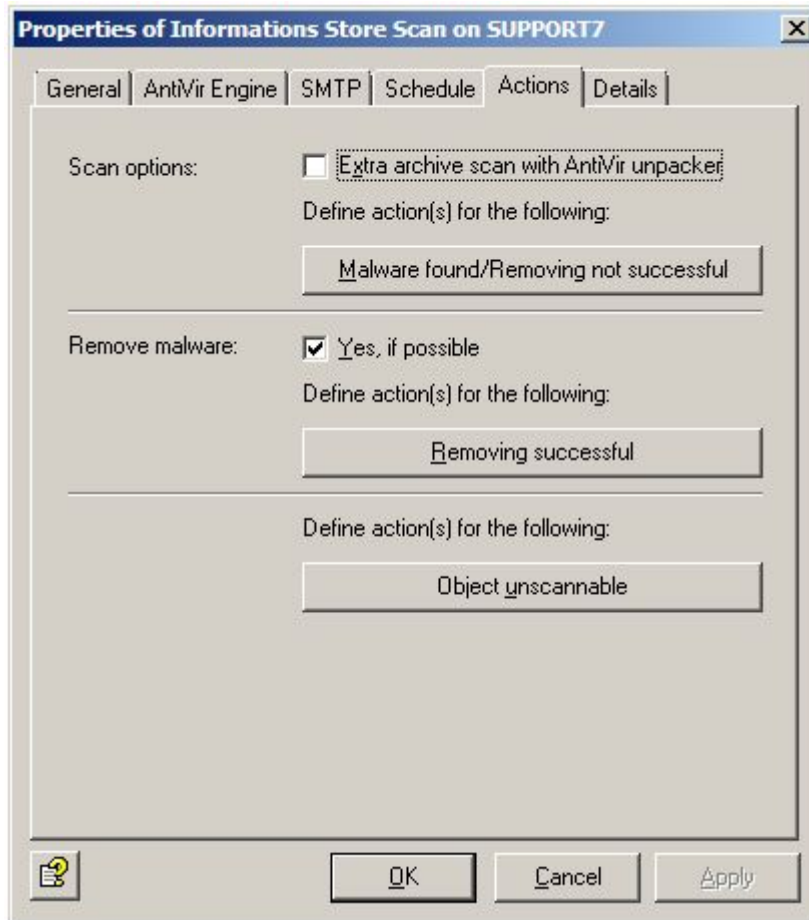 Properties of Informations Store Scan on SUPPORT7
General AntiVir Engine SMTP Schedule Actions Details
Scan options: Extra archive scan with AntiVir unpacker
Define action(s) for the following:
Malware found/Removing not successful
Remove malware: Yes, if possible
Define action(s) for the following:
Removing successful
Define action(s) for the following:
Object unscannable
OK Cancel Apply